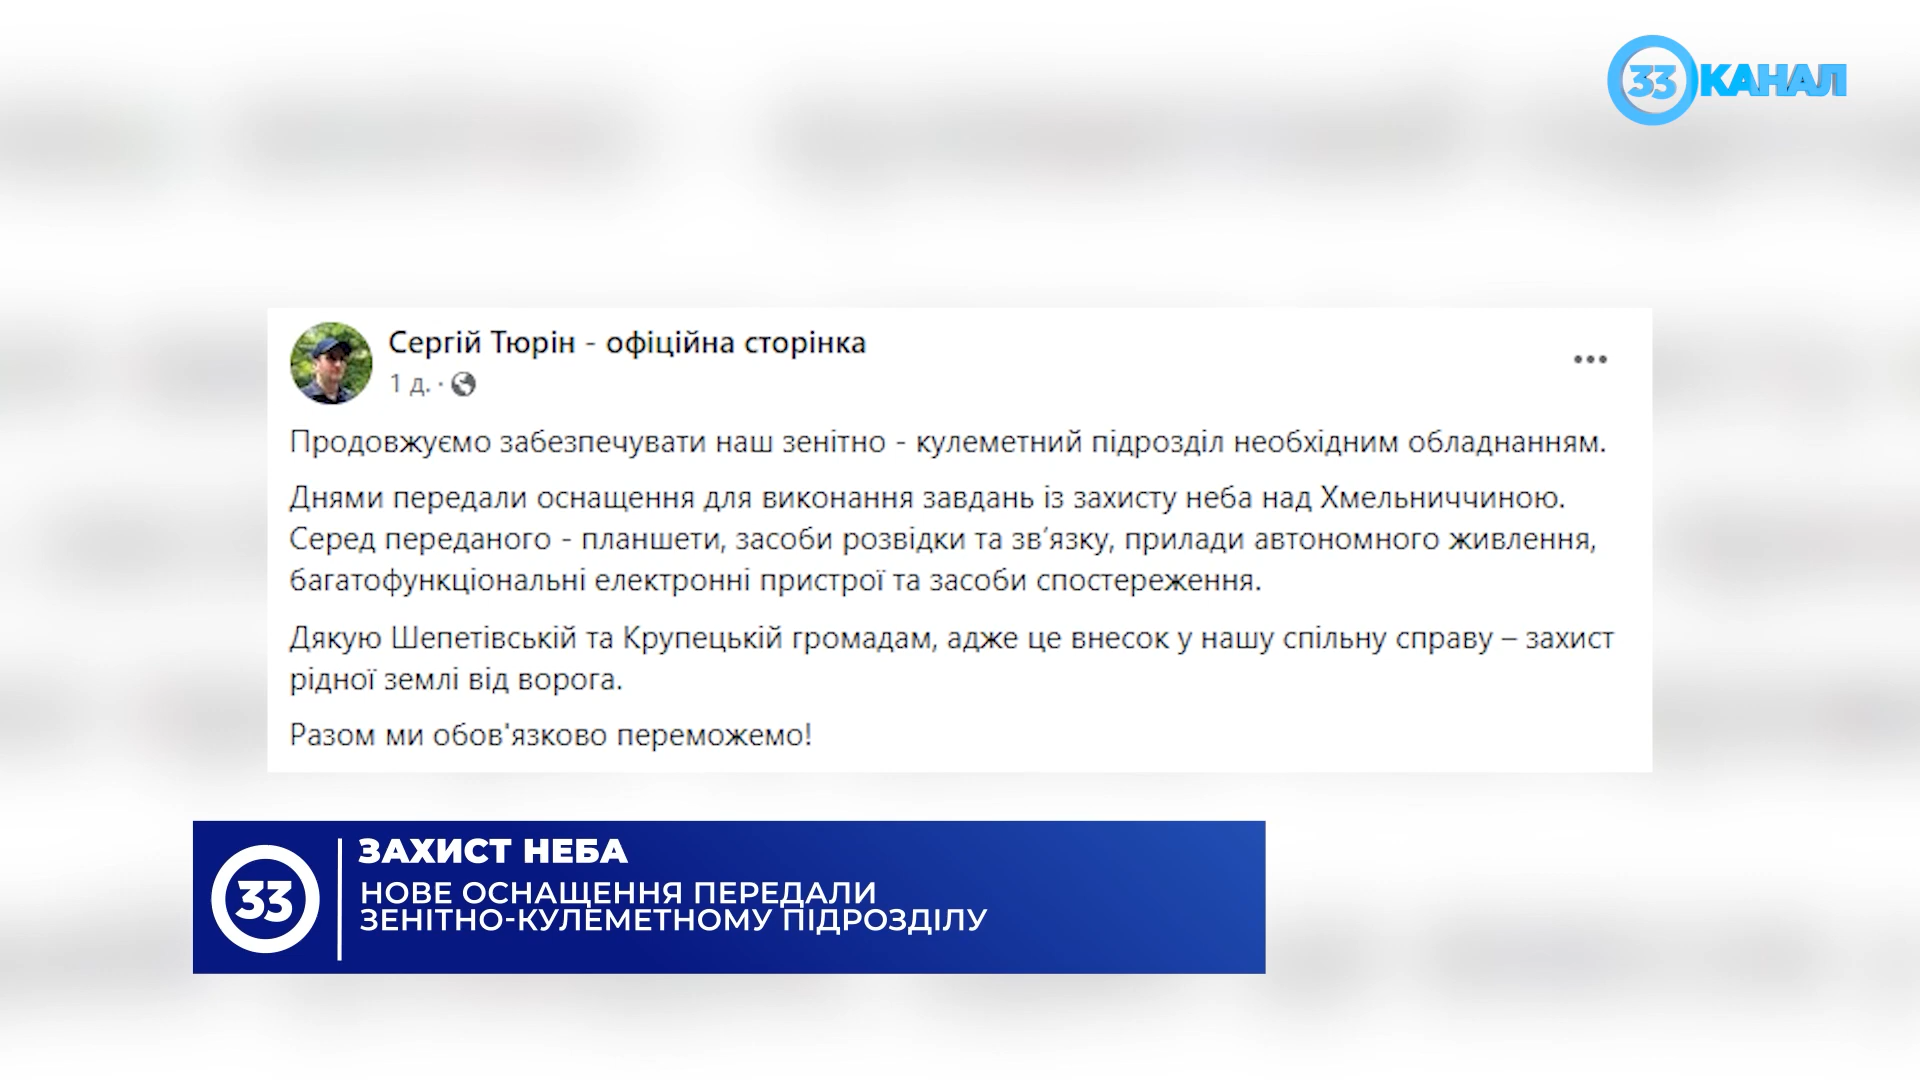 33 КАНАЛ
Сергій Тюрін - офіційна сторінка
1 д. ·
Продовжуємо забезпечувати наш зенітно - кулеметний підрозділ необхідним обладнанням.
Днями передали оснащення для виконання завдань із захисту неба над Хмельниччиною.
Серед переданого - планшети, засоби розвідки та зв’язку, прилади автономного живлення,
багатофункціональні електронні пристрої та засоби спостереження.
Дякую Шепетівській та Крупецькій громадам, адже це внесок у нашу спільну справу – захист
рідної землі від ворога.
Разом ми обов'язково переможемо!
33
ЗАХИСТ НЕБА
НОВЕ ОСНАЩЕННЯ ПЕРЕДАЛИ
ЗЕНІТНО-КУЛЕМЕТНОМУ ПІДРОЗДІЛУ